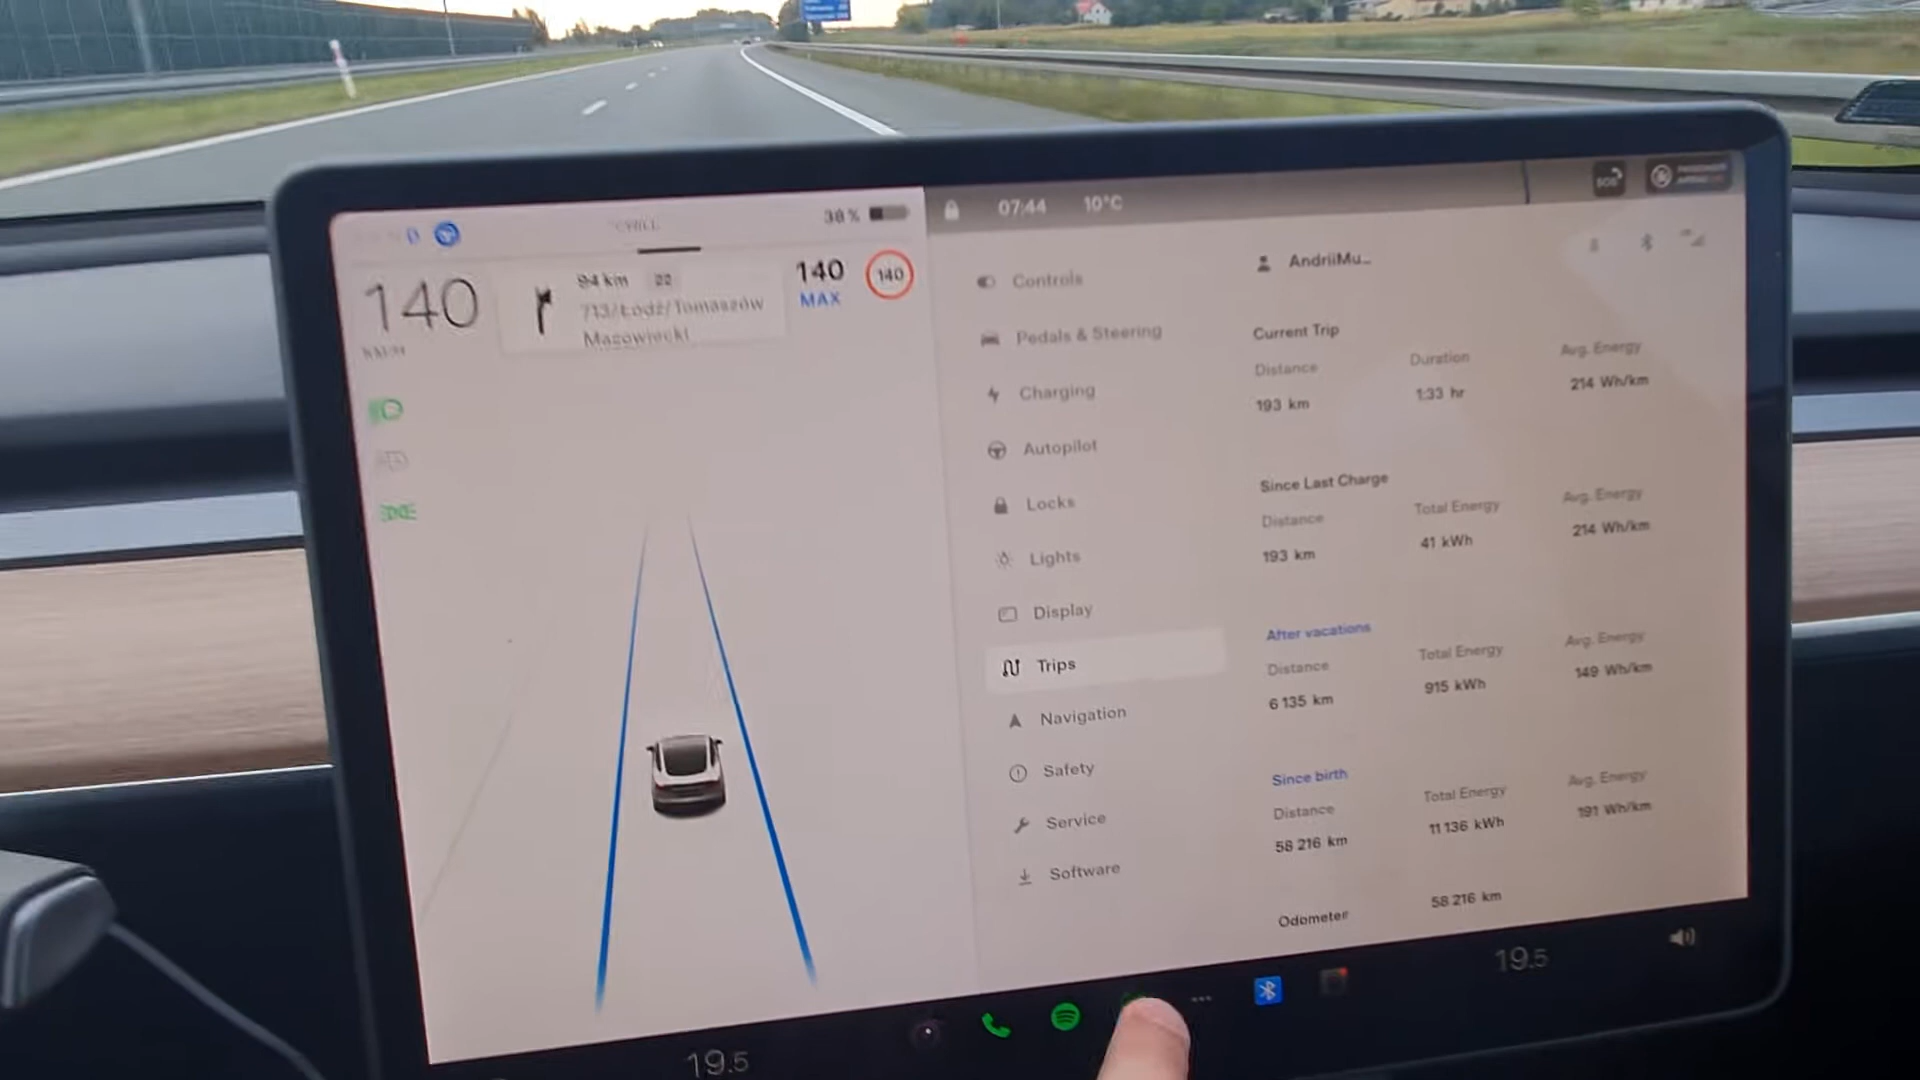 CHILL
38 %
07:44
10°C
SOS
140
KM/H
94 km
22
713/Łódź/Tomaszów
Mazowiecki
140
MAX
140
Controls
Pedals & Steering
Charging
Autopilot
Locks
Lights
Display
Trips
Navigation
Safety
Service
Software
AndriiMu...
Current Trip
Distance
Duration
Avg. Energy
193 km
1:33 hr
214 Wh/km
Since Last Charge
Distance
Total Energy
Avg. Energy
193 km
41 kWh
214 Wh/km
After vacations
Distance
Total Energy
Avg. Energy
6 135 km
915 kWh
149 Wh/km
Since birth
Distance
Total Energy
Avg. Energy
58 216 km
11 136 kWh
191 Wh/km
Odometer
58 216 km
19.5
19.5